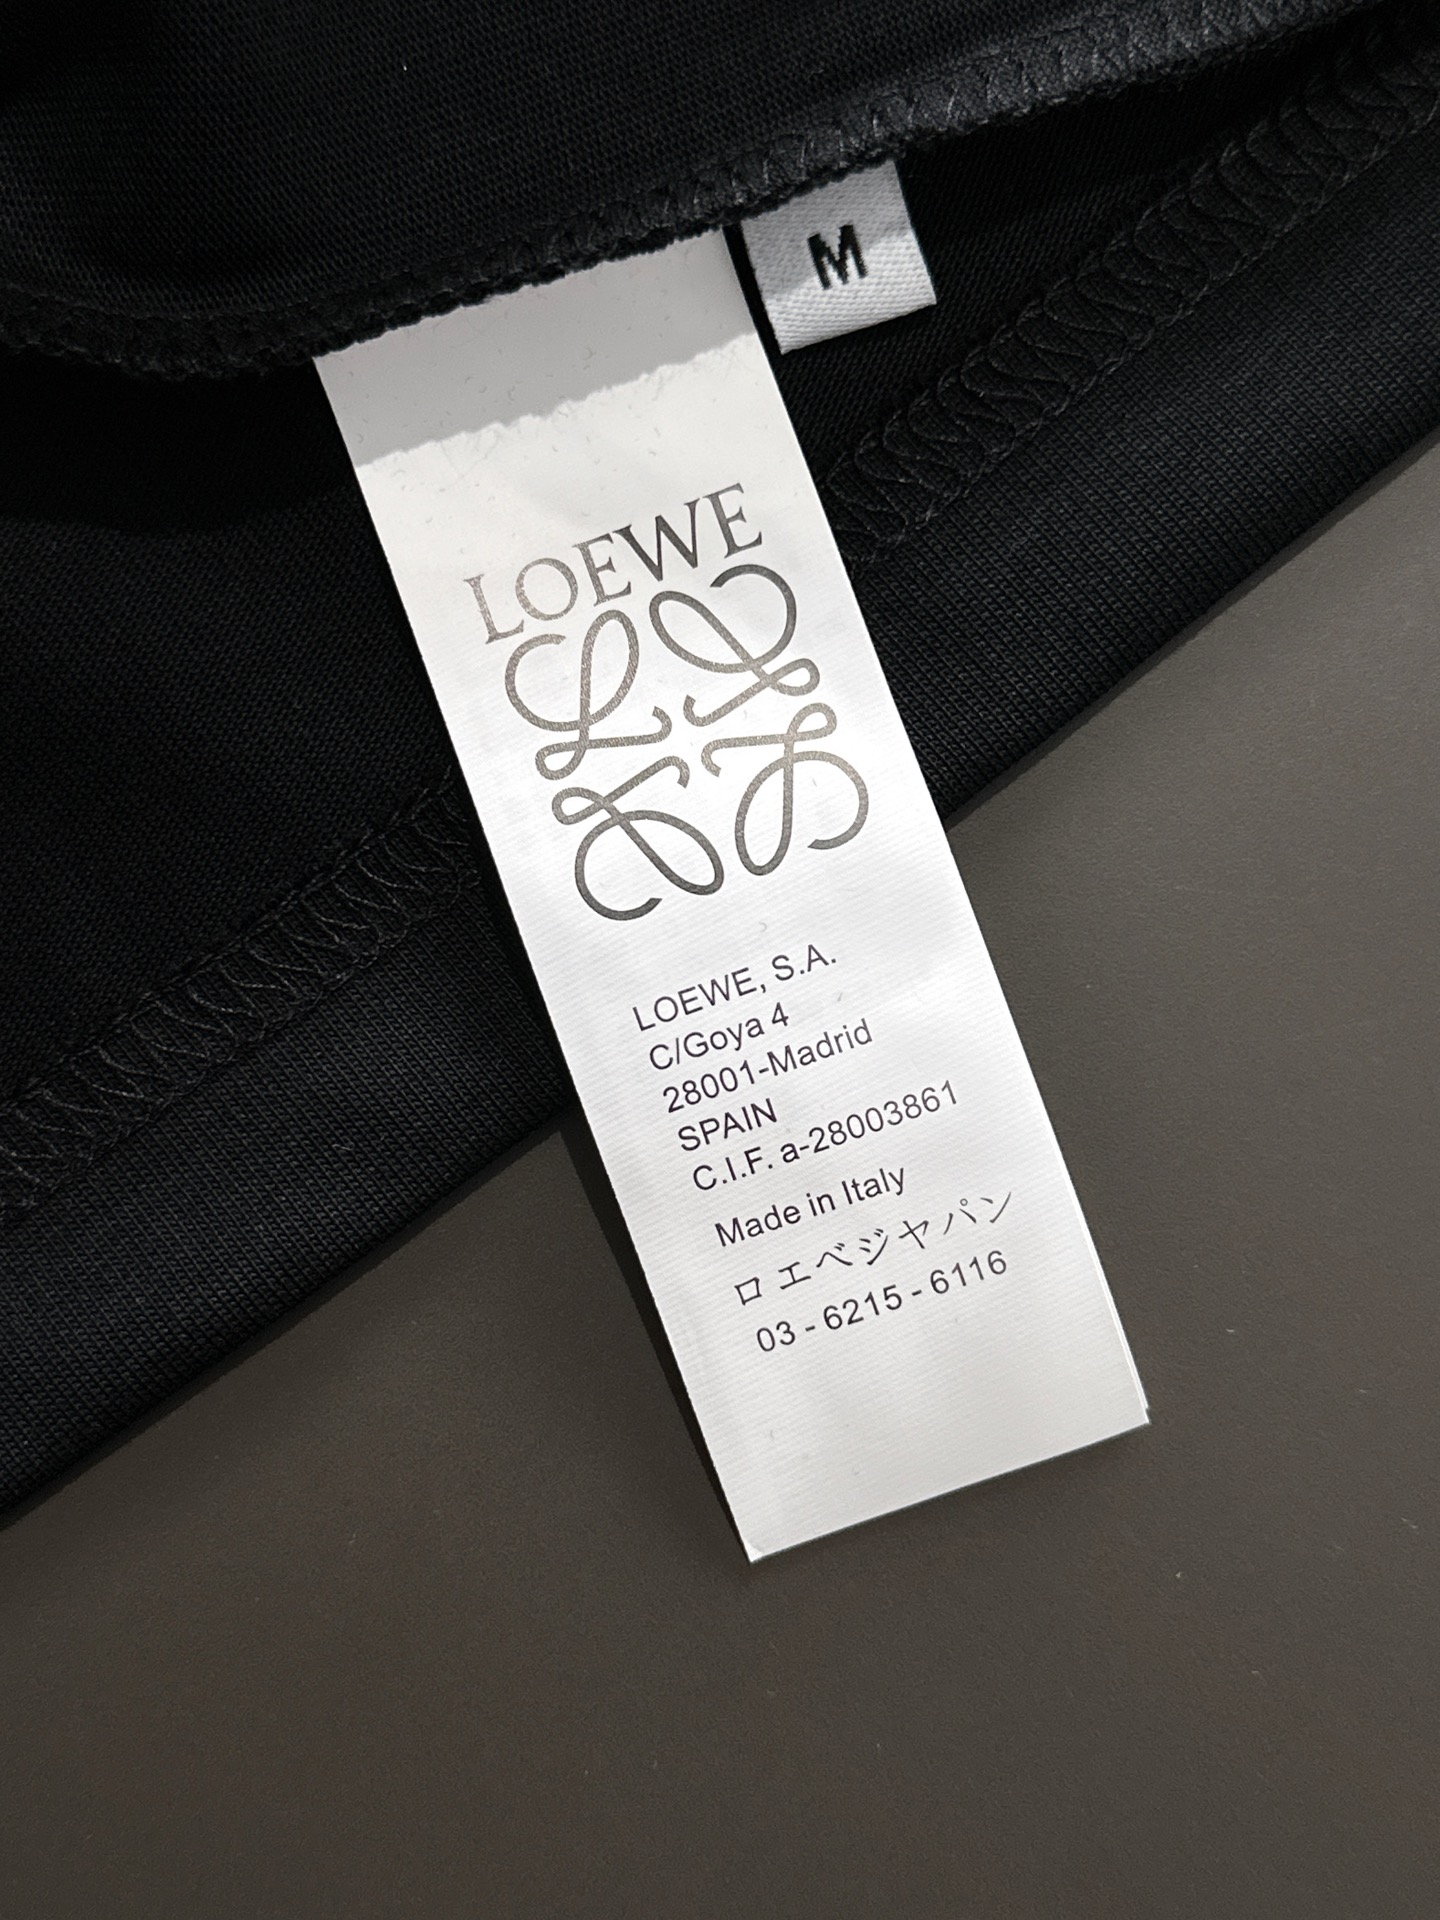 M
LOEWE
LOEWE, S.A.
C/Goya 4
28001-Madrid
SPAIN
C.I.F. a-28003861
Made in Italy
ロエベジャパン
03 - 6215 - 6116